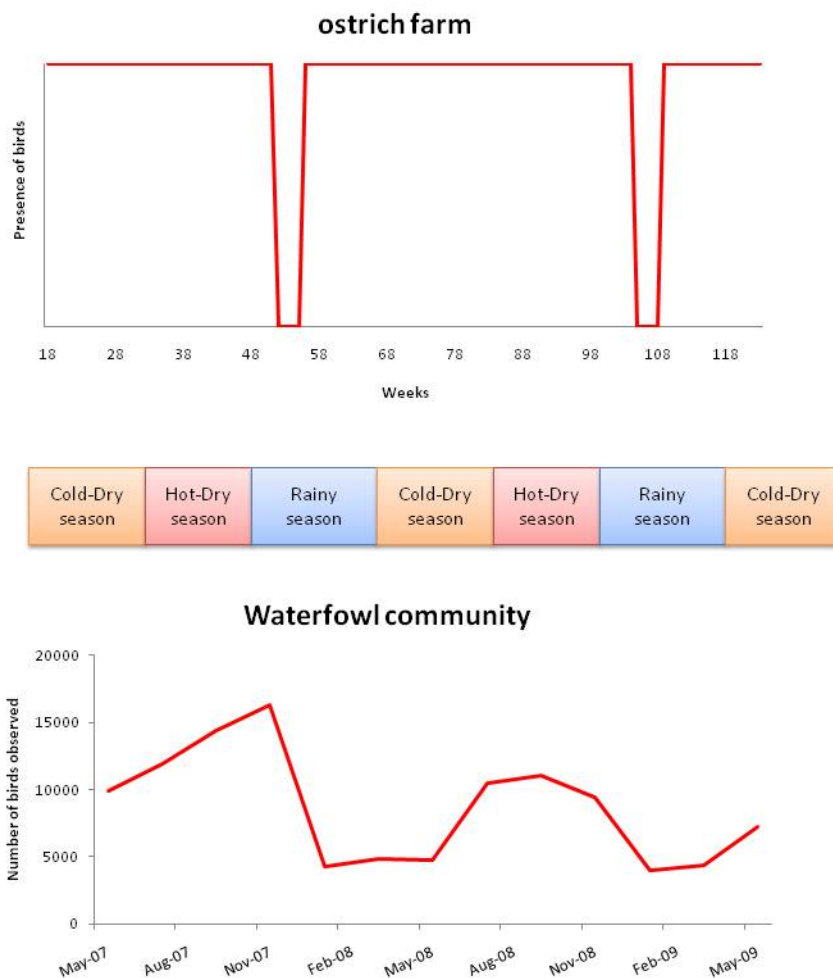 ostrich farm
Presence of birds
18 28 38 48 58 68 78 88 98 108 118
Weeks
Cold-Dry season
Hot-Dry season
Rainy season
Cold-Dry season
Hot-Dry season
Rainy season
Cold-Dry season
Waterfowl community
Number of birds observed
20000
15000
10000
5000
0
May-07 Aug-07 Nov-07 Feb-08 May-08 Aug-08 Nov-08 Feb-09 May-09